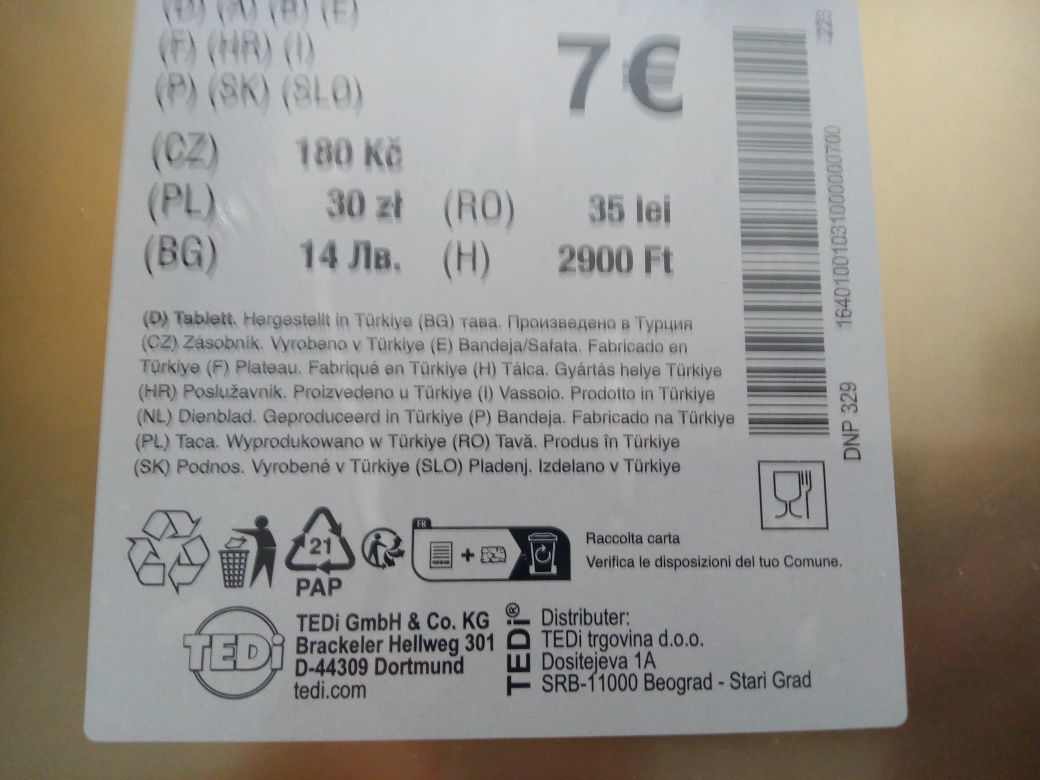 (D) (A) (B) (E)
(F) (HR) (I)
(P) (SK) (SLO)
7€
(CZ) 180 Kč
(PL) 30 zł (RO) 35 lei
(BG) 14 Лв. (H) 2900 Ft
(D) Tablett. Hergestellt in Türkiye (BG) тава. Произведено в Турция
(CZ) Zásobník. Vyrobeno v Türkiye (E) Bandeja/Safata. Fabricado en
Türkiye (F) Plateau. Fabriqué en Türkiye (H) Tálca. Gyártás helye Türkiye
(HR) Poslužavnik. Proizvedeno u Türkiye (I) Vassoio. Prodotto in Türkiye
(NL) Dienblad. Geproduceerd in Türkiye (P) Bandeja. Fabricado na Türkiye
(PL) Taca. Wyprodukowano w Türkiye (RO) Tavă. Produs în Türkiye
(SK) Podnos. Vyrobené v Türkiye (SLO) Pladenj. Izdelano v Türkiye
223
1640100103100000070​0
DNP 329
21
PAP
FR
Raccolta carta
Verifica le disposizioni del tuo Comune.
TEDi
TEDi GmbH & Co. KG
Brackeler Hellweg 301
D-44309 Dortmund
tedi.com
TEDi®
Distributer:
TEDi trgovina d.o.o.
Dositejeva 1A
SRB-11000 Beograd - Stari Grad